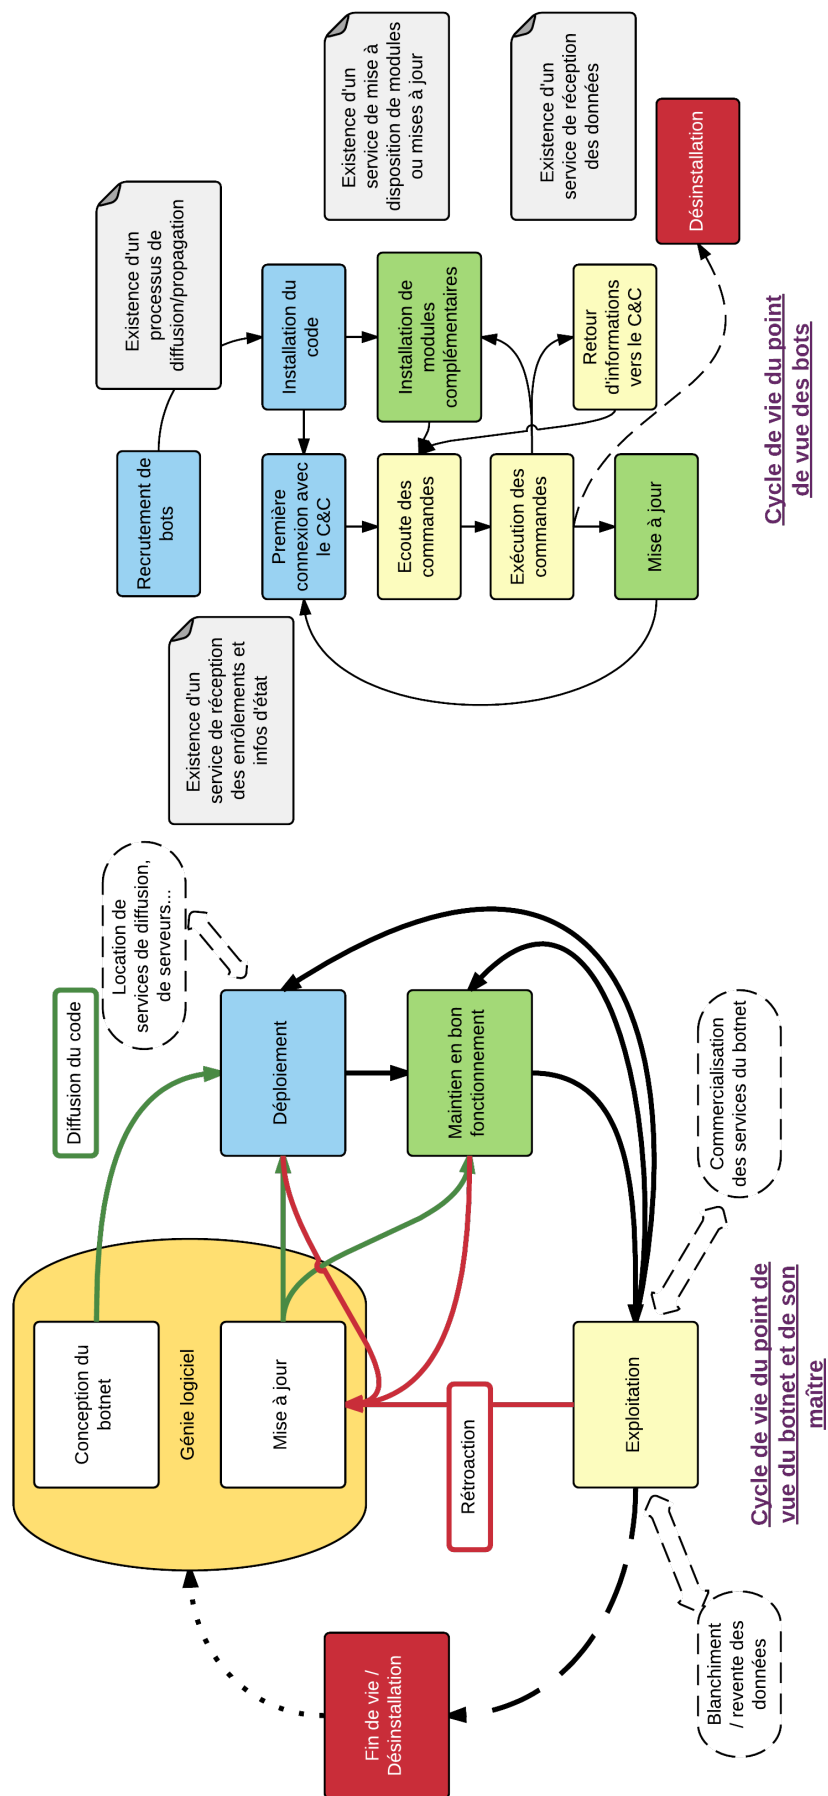 Conception du
botnet
Génie logiciel
Mise à jour
Diffusion du code
Location de
services de diffusion,
de serveurs...
Déploiement
Maintien en bon
fonctionnement
Fin de vie /
Désinstallation
Rétroaction
Exploitation
Blanchiment
/ revente des
données
Commercialisation
des services du botnet
Cycle de vie du point de
vue du botnet et de son
maître
Recrutement de
bots
Existence d'un
processus de
diffusion/propagation
Existence d'un
service de réception
des enrôlements et
infos d'état
Première
connexion avec
le C&C
Installation du
code
Existence d'un
service de mise à
disposition de modules
ou mises à jour
Ecoute des
commandes
Installation de
modules
complémentaires
Exécution des
commandes
Existence d'un
service de réception
des données
Retour
d'informations
vers le C&C
Mise à jour
Désinstallation
Cycle de vie du point
de vue des bots